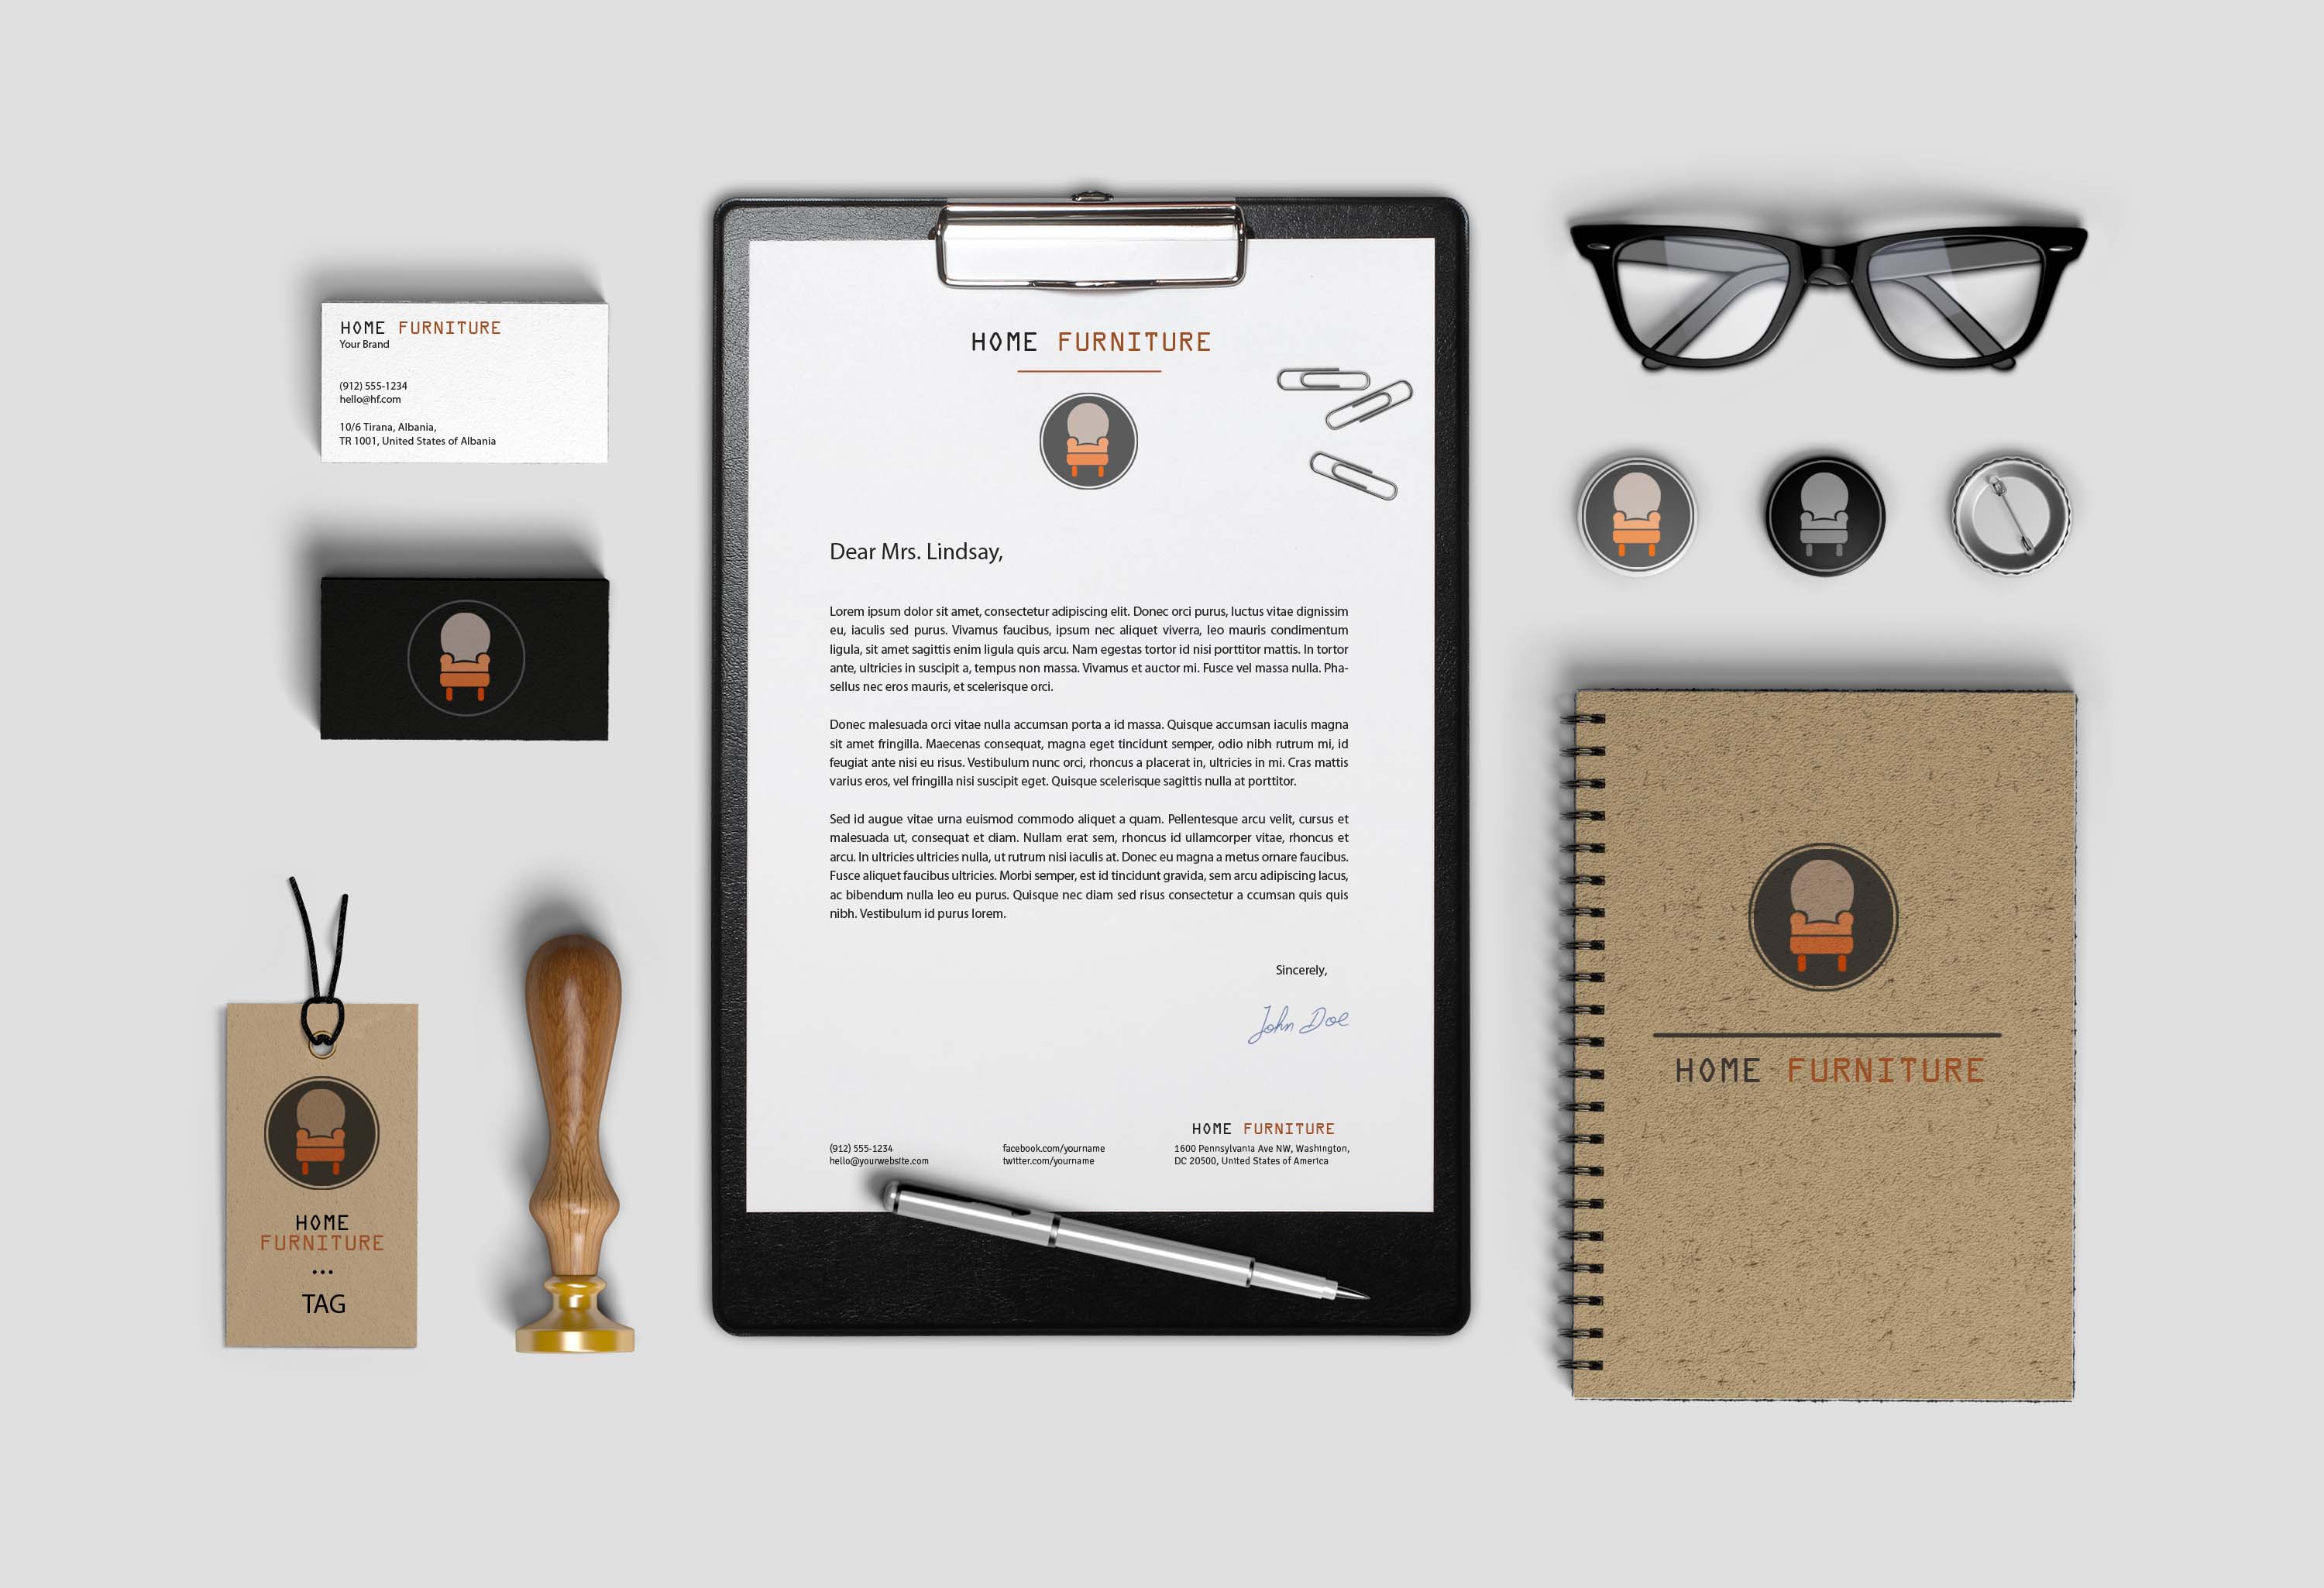 HOME FURNITURE
Your Brand
(912) 555-1234
hello@hf.com
10/6 Tirana, Albania,
TR 1001, United States of Albania
HOME
FURNITURE
...
TAG
HOME FURNITURE
Dear Mrs. Lindsay,
Lorem ipsum dolor sit amet, consectetur adipiscing elit. Donec orci purus, luctus vitae dignissim
eu, iaculis sed purus. Vivamus faucibus, ipsum nec aliquet viverra, leo mauris condimentum
ligula, sit amet sagittis enim ligula quis arcu. Nam egestas tortor id nisi porttitor mattis. In tortor
ante, ultricies in suscipit a, tempus non massa. Vivamus et auctor mi. Fusce vel massa nulla. Pha-
sellus nec eros mauris, et scelerisque orci.
Donec malesuada orci vitae nulla accumsan porta a id massa. Quisque accumsan iaculis magna
sit amet fringilla. Maecenas consequat, magna eget tincidunt semper, odio nibh rutrum mi, id
feugiat ante nisi eu risus. Vestibulum nunc orci, rhoncus a placerat in, ultricies in mi. Cras mattis
varius eros, vel fringilla nisi suscipit eget. Quisque scelerisque sagittis nulla at porttitor.
Sed id augue vitae urna euismod commodo aliquet a quam. Pellentesque arcu velit, cursus et
malesuada ut, consequat et diam. Nullam erat sem, rhoncus id ullamcorper vitae, rhoncus et
arcu. In ultricies ultricies nulla, ut rutrum nisi iaculis at. Donec eu magna a metus ornare faucibus.
Fusce aliquet faucibus ultricies. Morbi semper, est id tincidunt gravida, sem arcu adipiscing lacus,
ac bibendum nulla leo eu purus. Quisque nec diam sed risus consectetur a ccumsan quis quis
nibh. Vestibulum id purus lorem.
Sincerely,
John Doe
(912) 555-1234
hello@yourwebsite.com
facebook.com/yourname
twitter.com/yourname
HOME FURNITURE
1600 Pennsylvania Ave NW, Washington,
DC 20500, United States of America
HOME FURNITURE